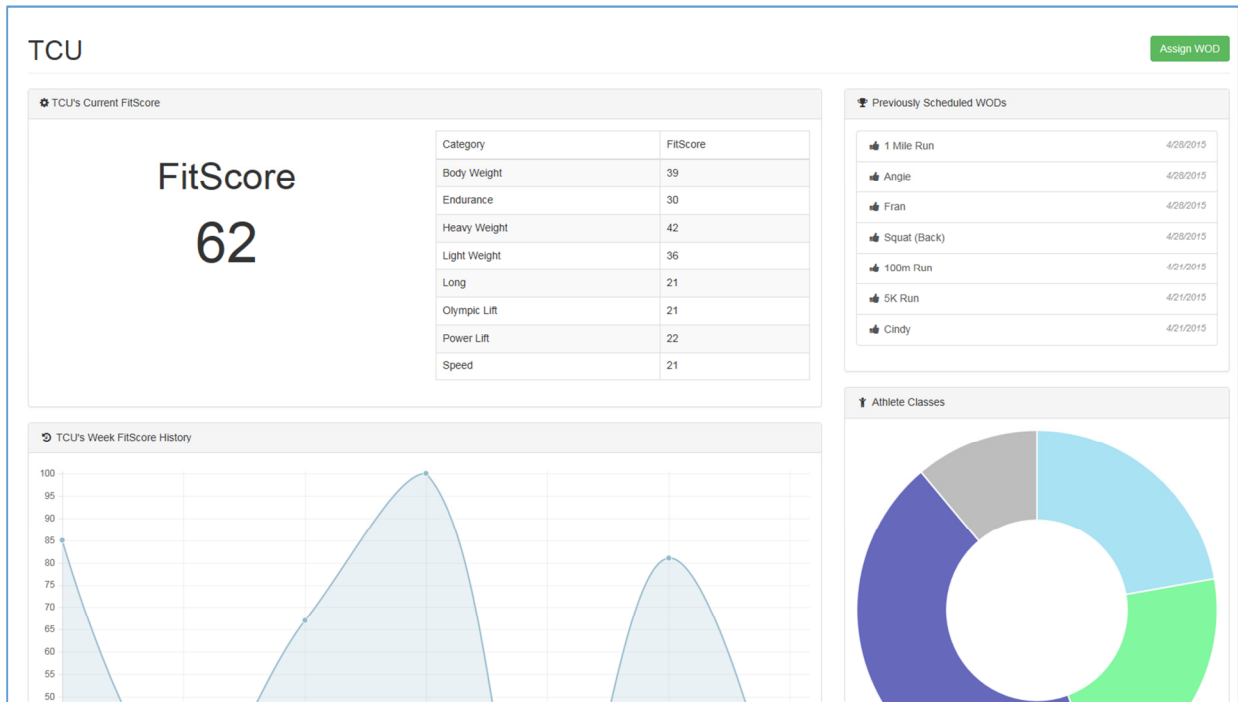 TCU
Assign WOD
TCU's Current FitScore
FitScore
62
Category FitScore
Body Weight 39
Endurance 30
Heavy Weight 42
Light Weight 36
Long 21
Olympic Lift 21
Power Lift 22
Speed 21
Previously Scheduled WODs
1 Mile Run 4/28/2015
Angie 4/28/2015
Fran 4/28/2015
Squat (Back) 4/28/2015
100m Run 4/21/2015
5K Run 4/21/2015
Cindy 4/21/2015
TCU's Week FitScore History
100
95
90
85
80
75
70
65
60
55
50
Athlete Classes